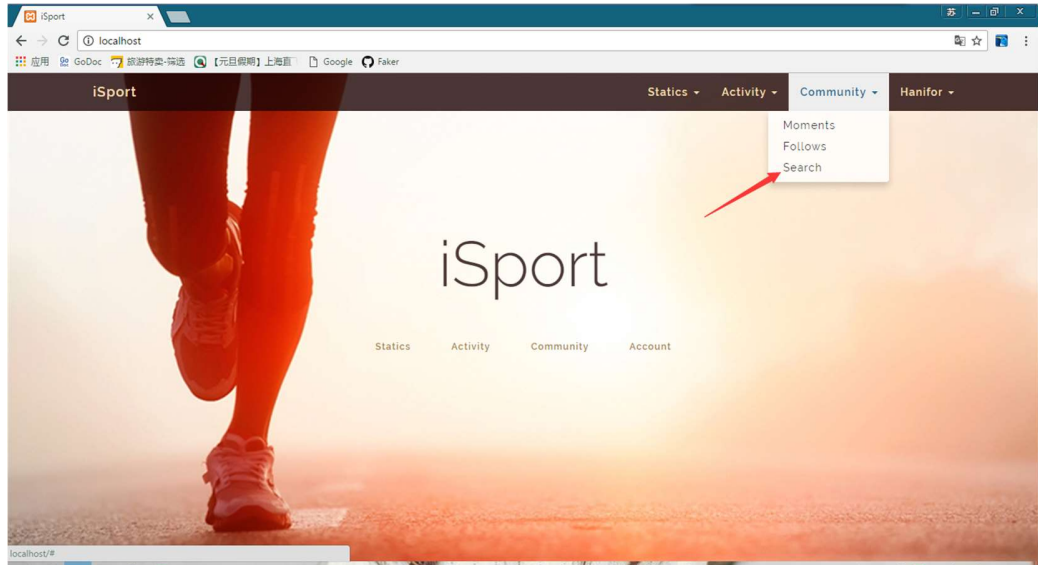 iSport
苏
localhost
应用 GoDoc 旅游特卖-筛选 【元旦假期】上海直 Google Faker
iSport Statics Activity Community Hanifor
Moments
Follows
Search
iSport
Statics Activity Community Account
localhost/#